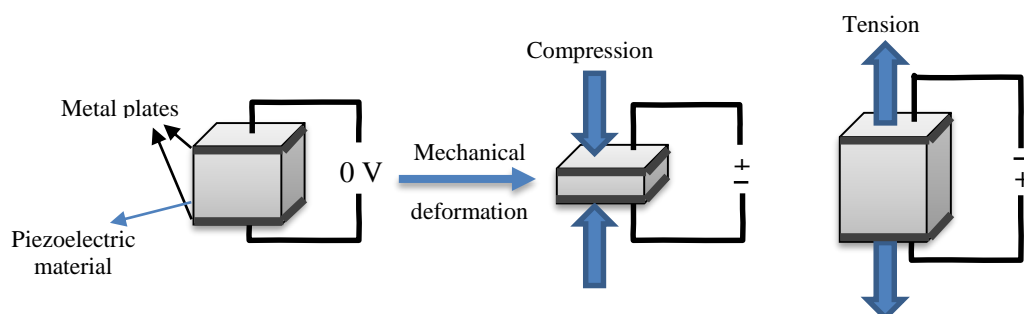 Metal plates
Piezoelectric
material
0 V
Mechanical
deformation
Compression
+
−
Tension
−
+